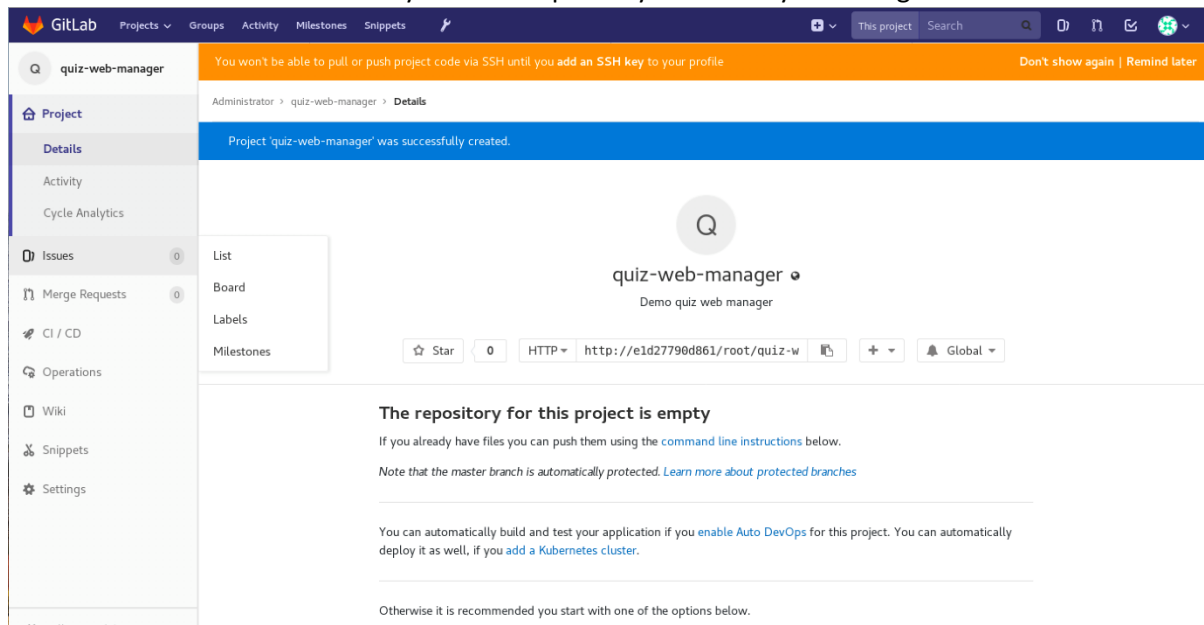 GitLab Projects Groups Activity Milestones Snippets This project Search
Q quiz-web-manager
You won't be able to pull or push project code via SSH until you add an SSH key to your profile Don't show again | Remind later
Administrator > quiz-web-manager > Details
Project
Project 'quiz-web-manager' was successfully created.
Details
Activity
Cycle Analytics
Issues 0
List
Board
Labels
Milestones
Merge Requests 0
CI / CD
Operations
Wiki
Snippets
Settings
Q
quiz-web-manager
Demo quiz web manager
Star 0 HTTP http://e1d27790d861/root/quiz-w + Global
The repository for this project is empty
If you already have files you can push them using the command line instructions below.
Note that the master branch is automatically protected. Learn more about protected branches
You can automatically build and test your application if you enable Auto DevOps for this project. You can automatically
deploy it as well, if you add a Kubernetes cluster.
Otherwise it is recommended you start with one of the options below.